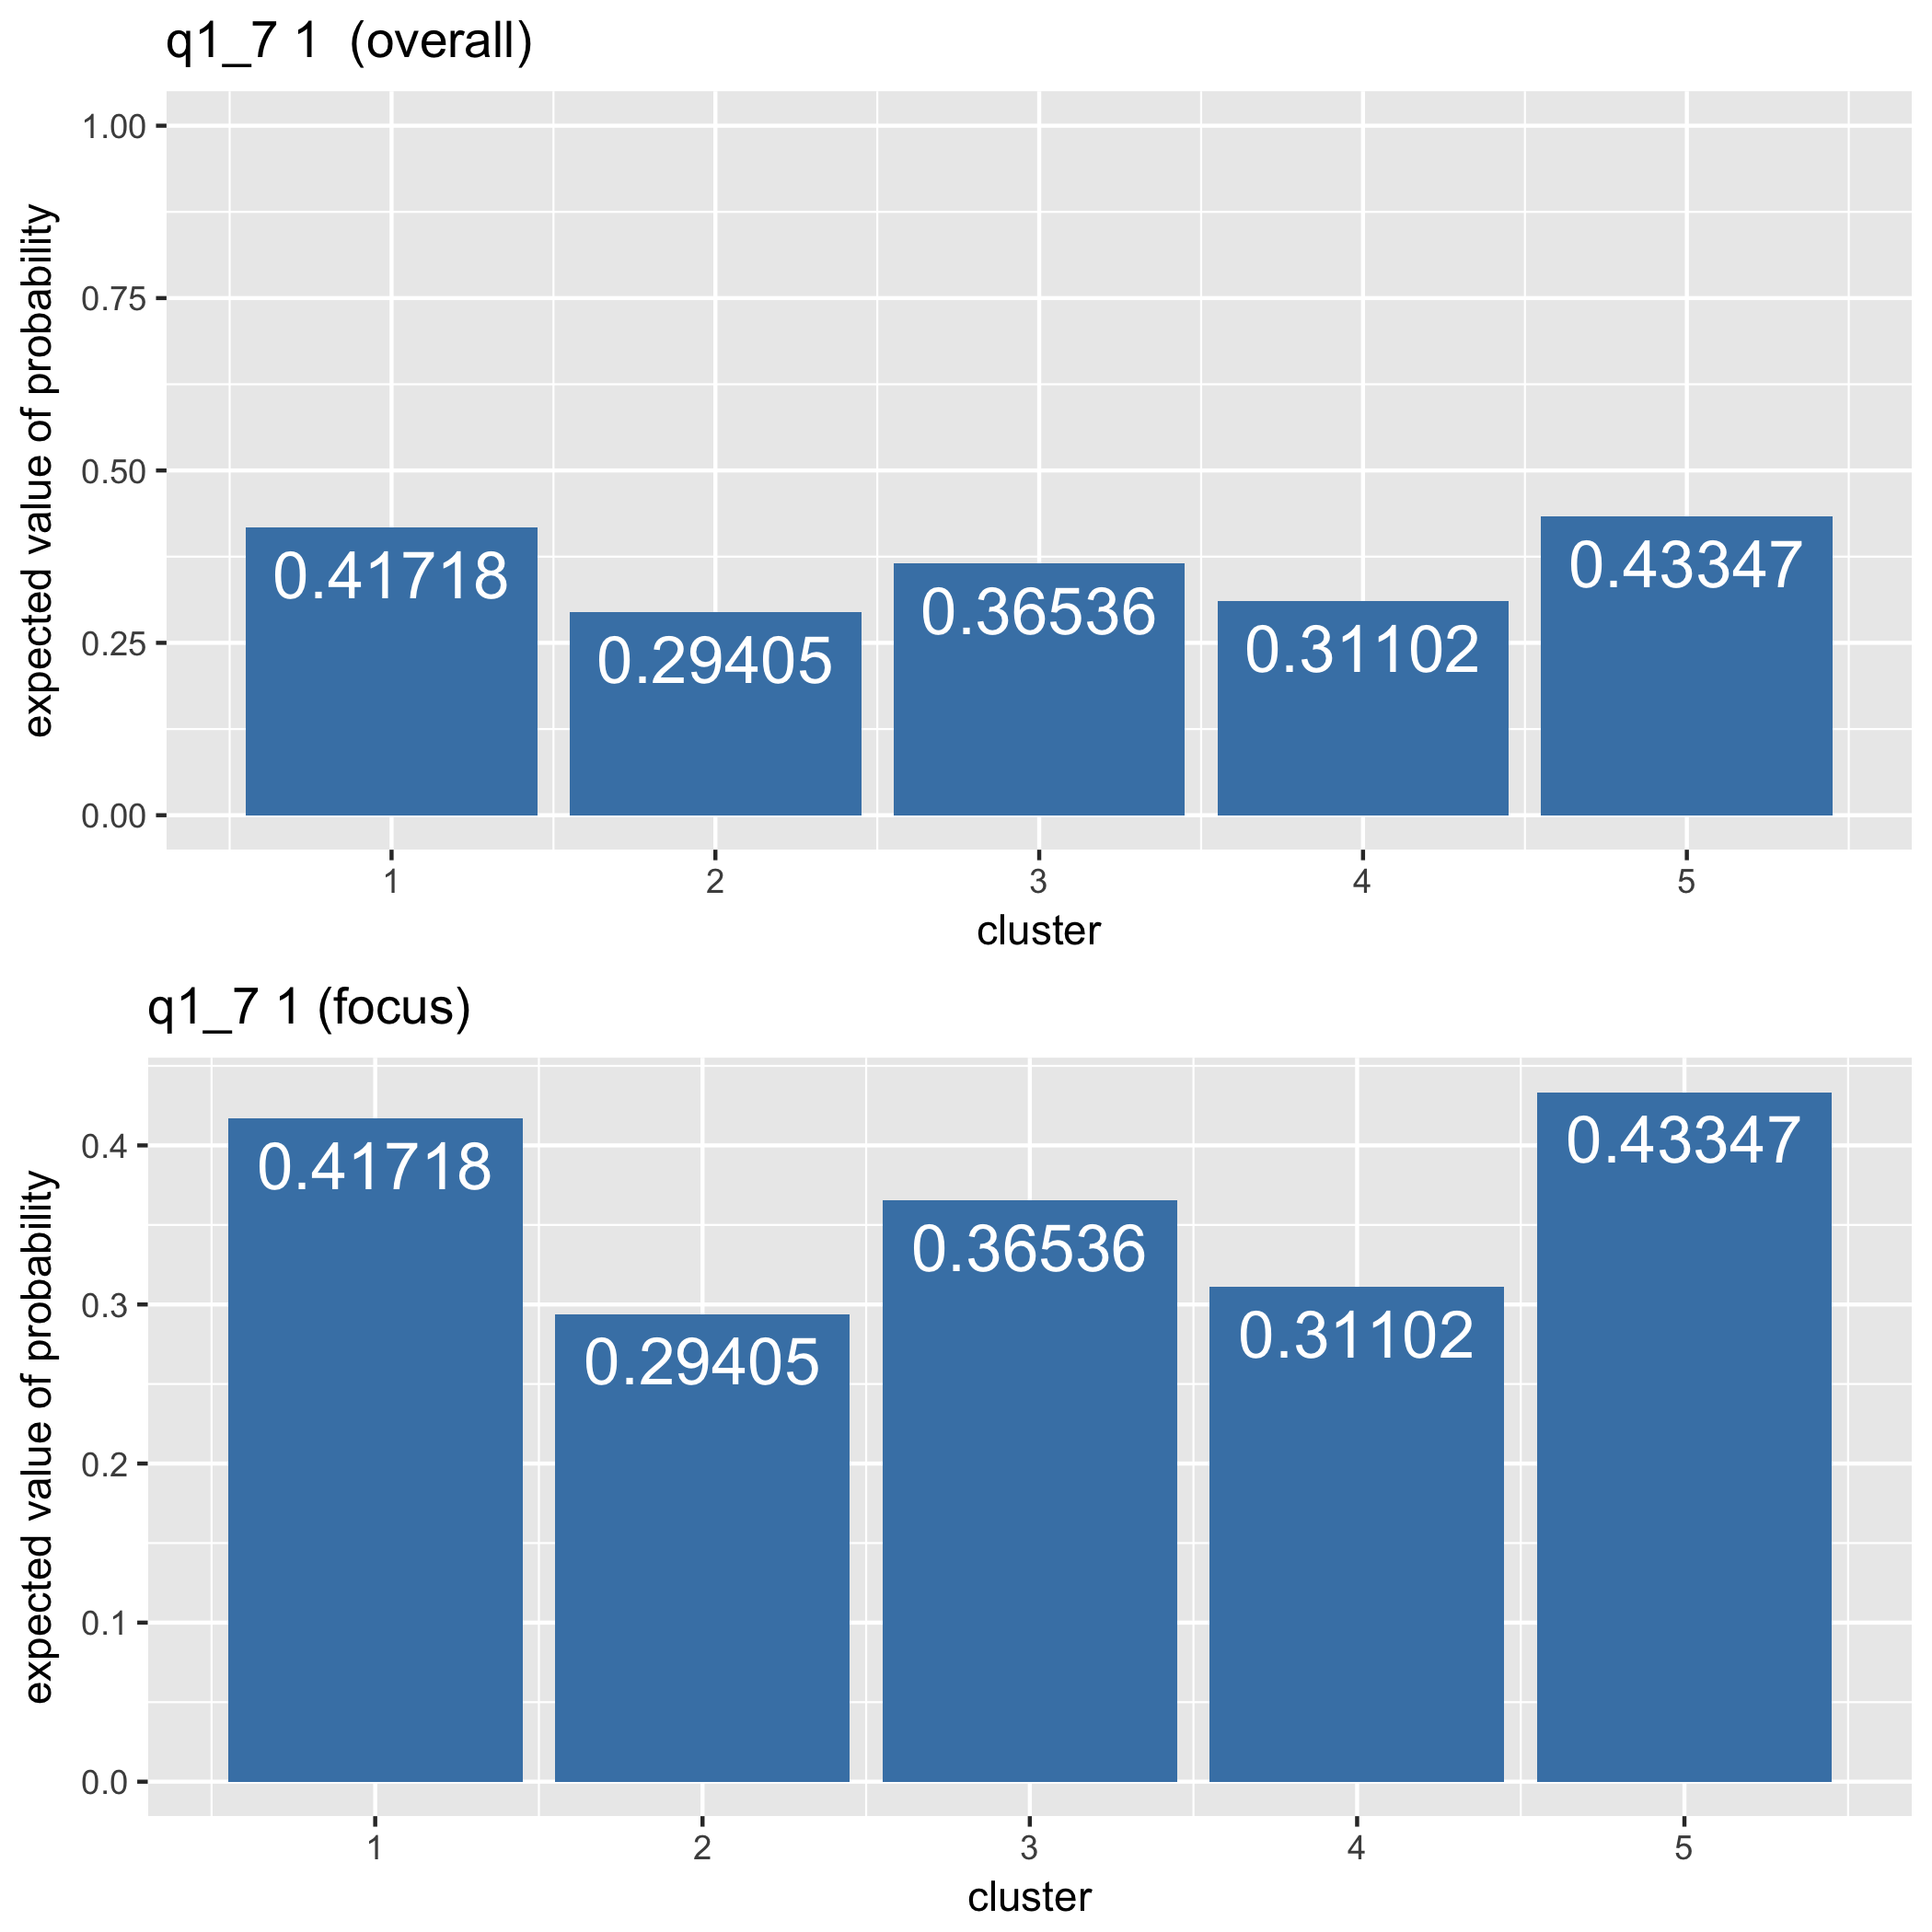 q1_7 1  (overall)
expected value of probability
1.00
0.75
0.50
0.25
0.00
0.41718
0.29405
0.36536
0.31102
0.43347
1 2 3 4 5
cluster
q1_7 1 (focus)
expected value of probability
0.4
0.3
0.2
0.1
0.0
0.41718
0.29405
0.36536
0.31102
0.43347
1 2 3 4 5
cluster